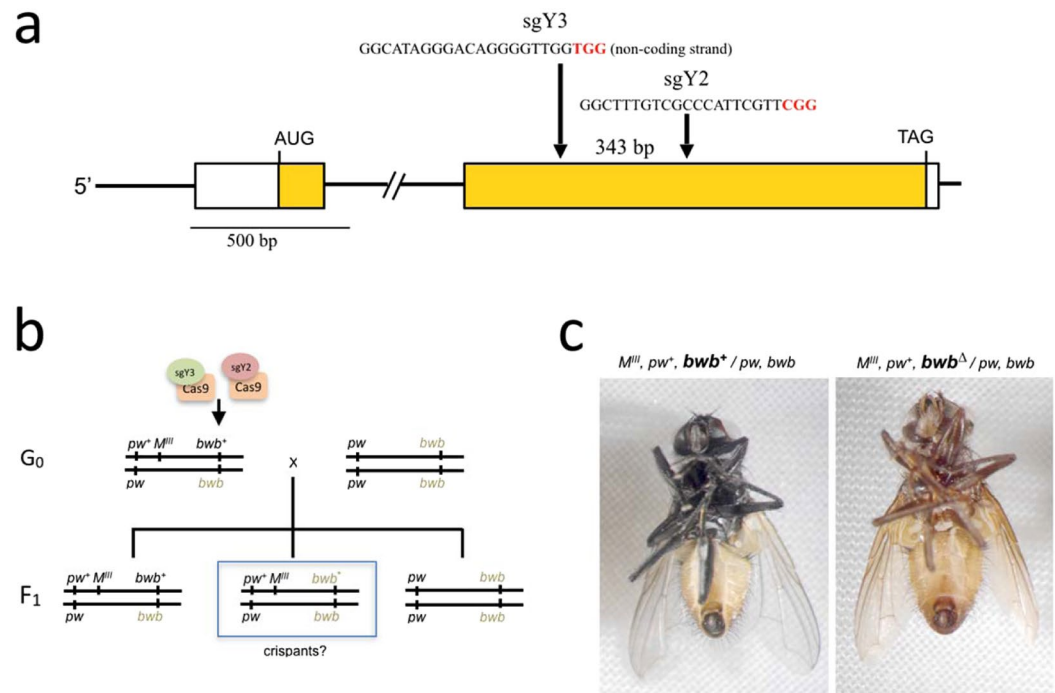 a
sgY3
GGCATAGGGACAGGGGTTGGTGG (non-coding strand)
sgY2
GGCTTTGTCGCCCATTCGTTCGG
AUG
343 bp
TAG
5’
500 bp
b
sgY3
Cas9
sgY2
Cas9
G0
pw+ MIII bwb+
pw bwb
x
pw bwb
pw bwb
F1
pw+ MIII bwb+
pw bwb
pw+ MIII bwb*
pw bwb
pw bwb
pw bwb
crispants?
c
MIII, pw+, bwb+ / pw, bwb
MIII, pw+, bwbΔ / pw, bwb